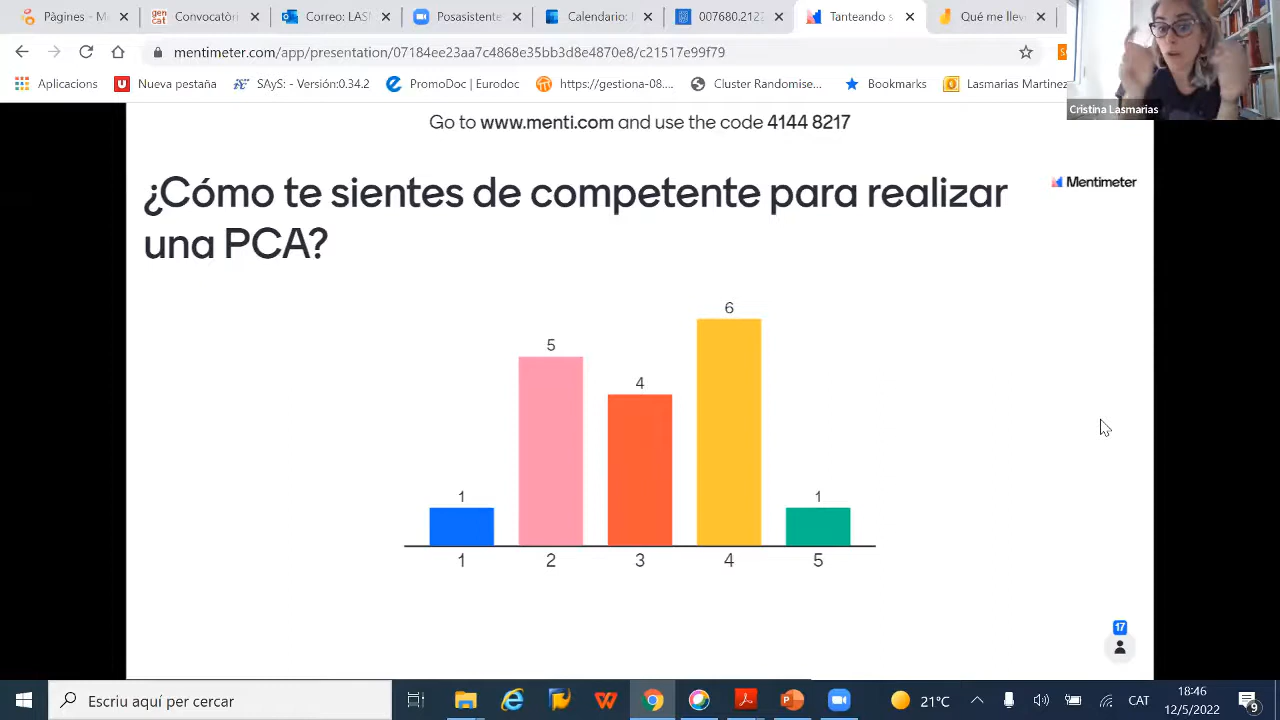 Pàgines - M
Convocatòri
Correo: LAS
Posasistente
Calendario: 
007680.2123
Tanteando s
Qué me lleve
mentimeter.com/app/presentation/07184ee23aa7c4868e35bb3d8e4870e8/c21517e99f79
Aplicacions
Nueva pestaña
SAyS: - Versión:0.34.2
PromoDoc | Eurodoc
https://gestiona-08....
Cluster Randomise...
Bookmarks
Lasmarias Martinez
Cristina Lasmarias
Go to www.menti.com and use the code 4144 8217
¿Cómo te sientes de competente para realizar
una PCA?
Mentimeter
6
5
4
1
1
1 2 3 4 5
17
Escriu aquí per cercar
21°C
CAT
18:46
12/5/2022
9